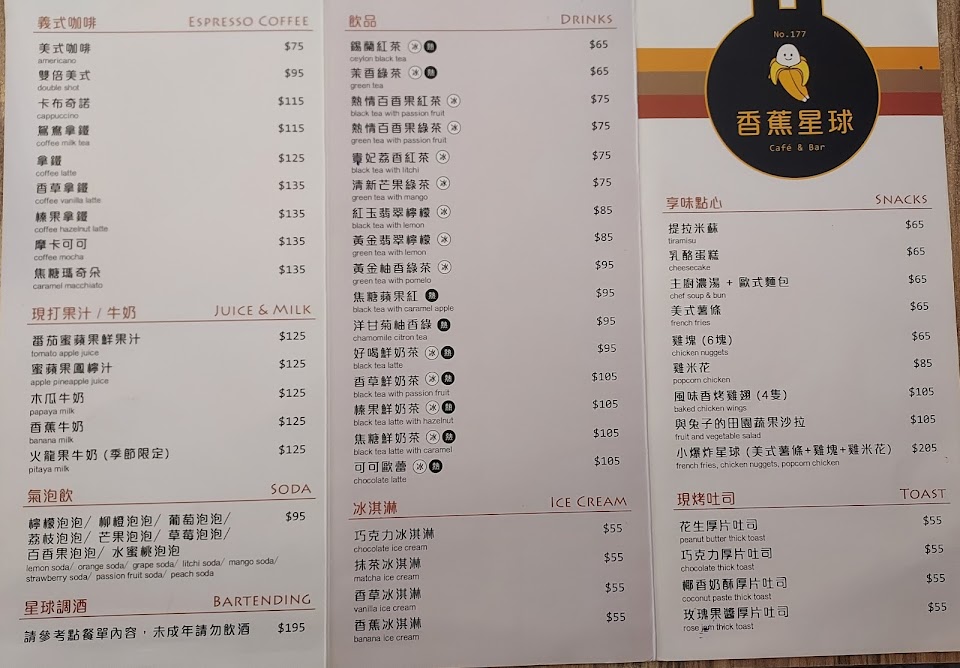 義式咖啡 ESPRESSO COFFEE
美式咖啡 $75
americano
雙倍美式 $95
double shot
卡布奇諾 $115
cappuccino
鴛鴦拿鐵 $115
coffee milk tea
拿鐵 $125
coffee latte
香草拿鐵 $135
coffee vanilla latte
榛果拿鐵 $135
coffee hazelnut latte
摩卡可可 $135
coffee mocha
焦糖瑪奇朵 $135
caramel macchiato
現打果汁 / 牛奶 JUICE & MILK
番茄蜜蘋果鮮果汁 $125
tomato apple juice
蜜蘋果鳳檸汁 $125
apple pineapple juice
木瓜牛奶 $125
papaya milk
香蕉牛奶 $125
banana milk
火龍果牛奶 (季節限定) $125
pitaya milk
氣泡飲 SODA
檸檬泡泡/ 柳橙泡泡/ 葡萄泡泡/ $95
荔枝泡泡/ 芒果泡泡/ 草莓泡泡/
百香果泡泡/ 水蜜桃泡泡
lemon soda/ orange soda/ grape soda/ litchi soda/ mango soda/
strawberry soda/ passion fruit soda/ peach soda
星球調酒 BARTENDING
請參考點餐單內容，未成年請勿飲酒 $195
飲品 DRINKS
錫蘭紅茶 冰 熱 $65
ceylon black tea
茉香綠茶 冰 熱 $65
green tea
熱情百香果紅茶 冰 $75
black tea with passion fruit
熱情百香果綠茶 冰 $75
green tea with passion fruit
貴妃荔香紅茶 冰 $75
black tea with litchi
清新芒果綠茶 冰 $75
green tea with mango
紅玉翡翠檸檬 冰 $85
black tea with lemon
黃金翡翠檸檬 冰 $85
green tea with lemon
黃金柚香綠茶 冰 $95
green tea with pomelo
焦糖蘋果紅 熱 $95
black tea with caramel apple
洋甘菊柚香綠 熱 $95
chamomile citron tea
好喝鮮奶茶 冰 熱 $95
black tea latte
香草鮮奶茶 冰 熱 $105
black tea with passion fruit
榛果鮮奶茶 冰 熱 $105
black tea latte with hazelnut
焦糖鮮奶茶 冰 熱 $105
black tea latte with caramel
可可歐蕾 冰 熱 $105
chocolate latte
冰淇淋 ICE CREAM
巧克力冰淇淋 $55
chocolate ice cream
抹茶冰淇淋 $55
matcha ice cream
香草冰淇淋 $55
vanilla ice cream
香蕉冰淇淋 $55
banana ice cream
No.177
香蕉星球
Café & Bar
享味點心 SNACKS
提拉米蘇 $65
tiramisu
乳酪蛋糕 $65
cheesecake
主廚濃湯 + 歐式麵包 $65
chef soup & bun
美式薯條 $65
french fries
雞塊 (6塊) $65
chicken nuggets
雞米花 $85
popcorn chicken
風味香烤雞翅 (4隻) $105
baked chicken wings
與兔子的田園蔬果沙拉 $105
fruit and vegetable salad
小爆炸星球 (美式薯條+雞塊+雞米花) $205
french fries, chicken nuggets, popcorn chicken
現烤吐司 TOAST
花生厚片吐司 $55
peanut butter thick toast
巧克力厚片吐司 $55
chocolate thick toast
椰香奶酥厚片吐司 $55
coconut paste thick toast
玫瑰果醬厚片吐司 $55
rose jam thick toast